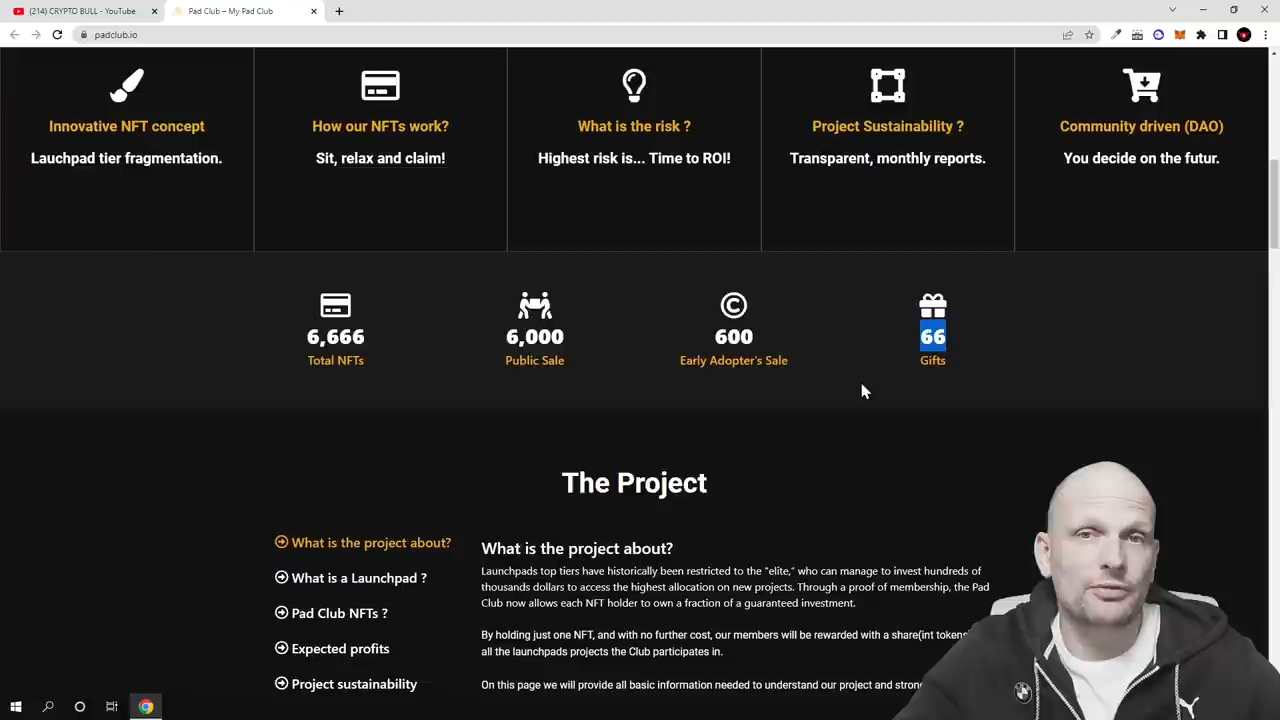 (214) CRYPTO BULL - YouTube
Pad Club – My Pad Club
padclub.io
Innovative NFT concept
Lauchpad tier fragmentation.
How our NFTs work?
Sit, relax and claim!
What is the risk ?
Highest risk is... Time to ROI!
Project Sustainability ?
Transparent, monthly reports.
Community driven (DAO)
You decide on the futur.
6,666
Total NFTs
6,000
Public Sale
600
Early Adopter's Sale
66
Gifts
The Project
What is the project about?
What is a Launchpad ?
Pad Club NFTs ?
Expected profits
Project sustainability
What is the project about?
Launchpads top tiers have historically been restricted to the "elite," who can manage to invest hundreds of
thousands dollars to access the highest allocation on new projects. Through a proof of membership, the Pad
Club now allows each NFT holder to own a fraction of a guaranteed investment.
By holding just one NFT, and with no further cost, our members will be rewarded with a share(int tokens
all the launchpads projects the Club participates in.
On this page we will provide all basic information needed to understand our project and